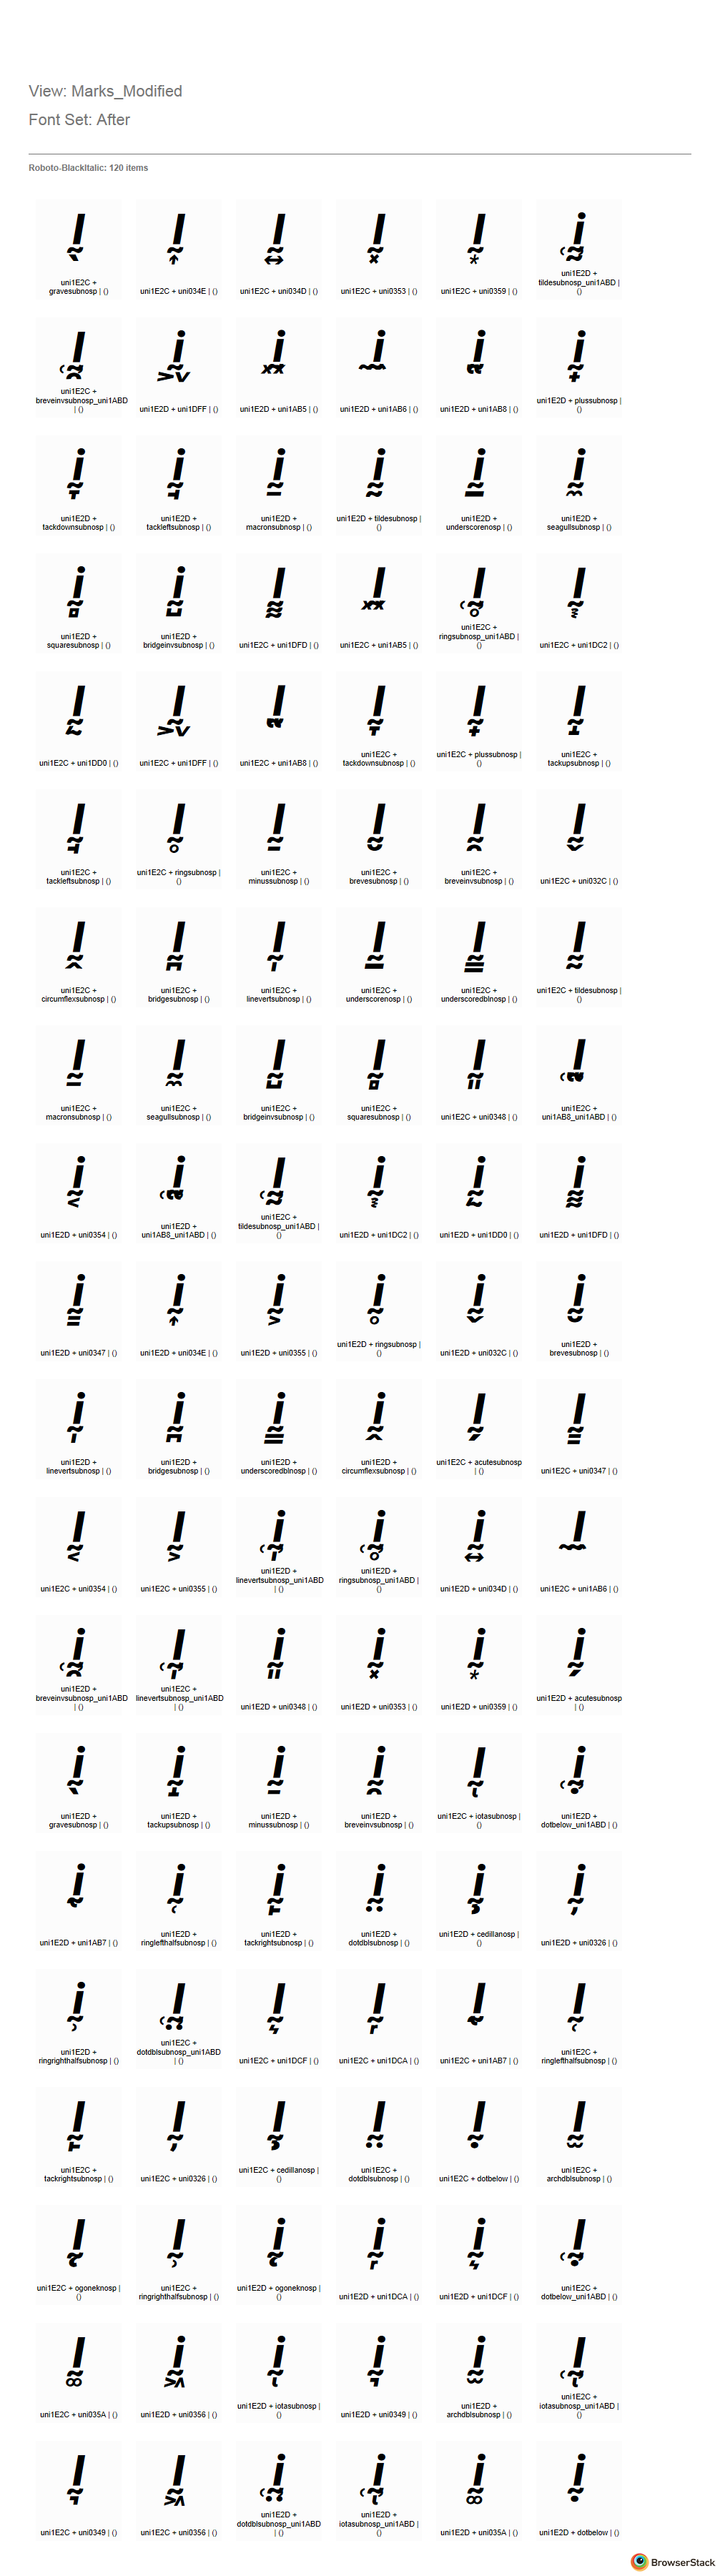 View: Marks_Modified
Font Set: After
Roboto-BlackItalic: 120 items
uni1E2C +
gravesubnosp | ()
uni1E2C + uni034E | ()
uni1E2C + uni034D | ()
uni1E2C + uni0353 | ()
uni1E2C + uni0359 | ()
uni1E2D +
tildesubnosp_uni1ABD |
()
uni1E2C +
breveinvsubnosp_uni1ABD
| ()
uni1E2D + uni1DFF | ()
uni1E2D + uni1AB5 | ()
uni1E2D + uni1AB6 | ()
uni1E2D + uni1AB8 | ()
uni1E2D + plussubnosp |
()
uni1E2D +
tackdownsubnosp | ()
uni1E2D +
tackleftsubnosp | ()
uni1E2D +
macronsubnosp | ()
uni1E2D + tildesubnosp |
()
uni1E2D +
underscorenosp | ()
uni1E2D +
seagullsubnosp | ()
uni1E2D +
squaresubnosp | ()
uni1E2D +
bridgeinvsubnosp | ()
uni1E2C + uni1DFD | ()
uni1E2C + uni1AB5 | ()
uni1E2C +
ringsubnosp_uni1ABD |
()
uni1E2C + uni1DC2 | ()
uni1E2C + uni1DD0 | ()
uni1E2C + uni1DFF | ()
uni1E2C + uni1AB8 | ()
uni1E2C +
tackdownsubnosp | ()
uni1E2C + plussubnosp |
()
uni1E2C +
tackupsubnosp | ()
uni1E2C +
tackleftsubnosp | ()
uni1E2C + ringsubnosp |
()
uni1E2C +
minussubnosp | ()
uni1E2C +
brevesubnosp | ()
uni1E2C +
breveinvsubnosp | ()
uni1E2C + uni032C | ()
uni1E2C +
circumflexsubnosp | ()
uni1E2C +
bridgesubnosp | ()
uni1E2C +
linevertsubnosp | ()
uni1E2C +
underscorenosp | ()
uni1E2C +
underscoredblnosp | ()
uni1E2C + tildesubnosp |
()
uni1E2C +
macronsubnosp | ()
uni1E2C +
seagullsubnosp | ()
uni1E2C +
bridgeinvsubnosp | ()
uni1E2C +
squaresubnosp | ()
uni1E2C + uni0348 | ()
uni1E2C +
uni1AB8_uni1ABD | ()
uni1E2D + uni0354 | ()
uni1E2D +
uni1AB8_uni1ABD | ()
uni1E2C +
tildesubnosp_uni1ABD |
()
uni1E2D + uni1DC2 | ()
uni1E2D + uni1DD0 | ()
uni1E2D + uni1DFD | ()
uni1E2D + uni0347 | ()
uni1E2D + uni034E | ()
uni1E2D + uni0355 | ()
uni1E2D + ringsubnosp |
()
uni1E2D + uni032C | ()
uni1E2D +
brevesubnosp | ()
uni1E2D +
linevertsubnosp | ()
uni1E2D +
bridgesubnosp | ()
uni1E2D +
underscoredblnosp | ()
uni1E2D +
circumflexsubnosp | ()
uni1E2C + acutesubnosp
| ()
uni1E2C + uni0347 | ()
uni1E2C + uni0354 | ()
uni1E2C + uni0355 | ()
uni1E2D +
linevertsubnosp_uni1ABD
| ()
uni1E2D +
ringsubnosp_uni1ABD |
()
uni1E2D + uni034D | ()
uni1E2C + uni1AB6 | ()
uni1E2D +
breveinvsubnosp_uni1ABD
| ()
uni1E2C +
linevertsubnosp_uni1ABD
| ()
uni1E2D + uni0348 | ()
uni1E2D + uni0353 | ()
uni1E2D + uni0359 | ()
uni1E2D + acutesubnosp
| ()
uni1E2D +
gravesubnosp | ()
uni1E2D +
tackupsubnosp | ()
uni1E2D +
minussubnosp | ()
uni1E2D +
breveinvsubnosp | ()
uni1E2C + iotasubnosp |
()
uni1E2D +
dotbelow_uni1ABD | ()
uni1E2D + uni1AB7 | ()
uni1E2D +
ringlefthalfsubnosp | ()
uni1E2D +
tackrightsubnosp | ()
uni1E2D +
dotdblsubnosp | ()
uni1E2D + cedillanosp |
()
uni1E2D + uni0326 | ()
uni1E2D +
ringrighthalfsubnosp | ()
uni1E2C +
dotdblsubnosp_uni1ABD
| ()
uni1E2C + uni1DCF | ()
uni1E2C + uni1DCA | ()
uni1E2C + uni1AB7 | ()
uni1E2C +
ringlefthalfsubnosp | ()
uni1E2C +
tackrightsubnosp | ()
uni1E2C + uni0326 | ()
uni1E2C + cedillanosp |
()
uni1E2C +
dotdblsubnosp | ()
uni1E2C + dotbelow | ()
uni1E2C +
archdblsubnosp | ()
uni1E2C + ogoneknosp |
()
uni1E2C +
ringrighthalfsubnosp | ()
uni1E2D + ogoneknosp |
()
uni1E2D + uni1DCA | ()
uni1E2D + uni1DCF | ()
uni1E2C +
dotbelow_uni1ABD | ()
uni1E2C + uni035A | ()
uni1E2D + uni0356 | ()
uni1E2D + iotasubnosp |
()
uni1E2D + uni0349 | ()
uni1E2D +
archdblsubnosp | ()
uni1E2C +
iotasubnosp_uni1ABD |
()
uni1E2C + uni0349 | ()
uni1E2C + uni0356 | ()
uni1E2D +
dotdblsubnosp_uni1ABD
| ()
uni1E2D +
iotasubnosp_uni1ABD |
()
uni1E2D + uni035A | ()
uni1E2D + dotbelow | ()
BrowserStack